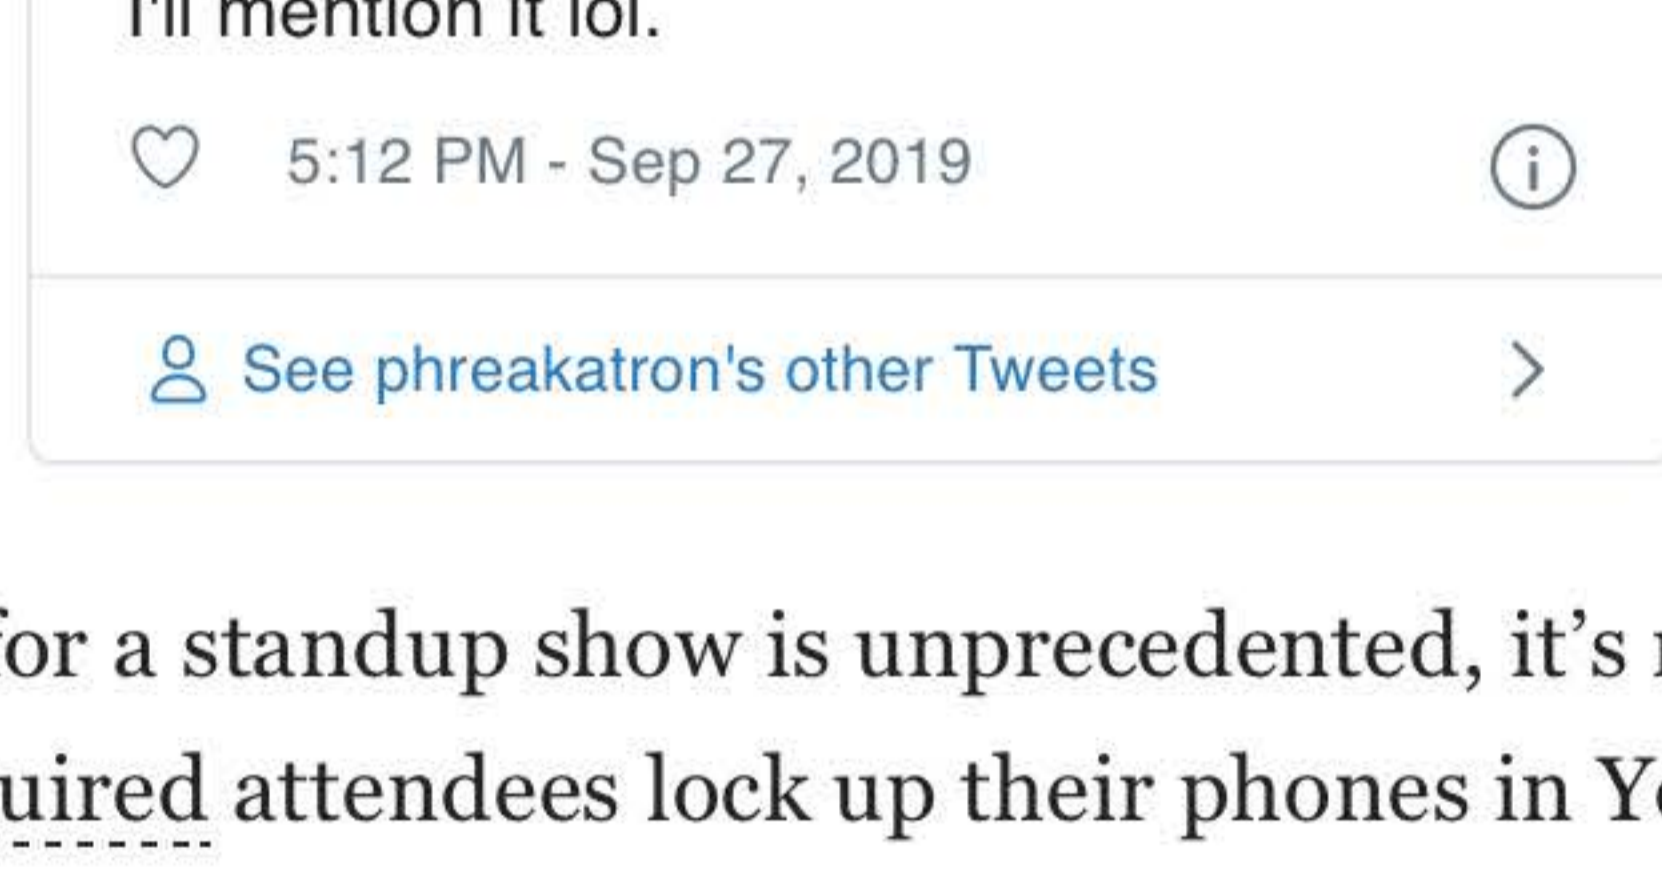 I'll mention it lol.
5:12 PM - Sep 27, 2019
See phreakatron's other Tweets
for a standup show is unprecedented, it’s
uired attendees lock up their phones in